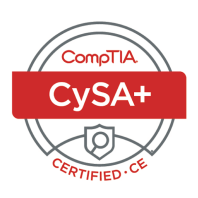 CompTIA.
CySA+
CERTIFIED • CE